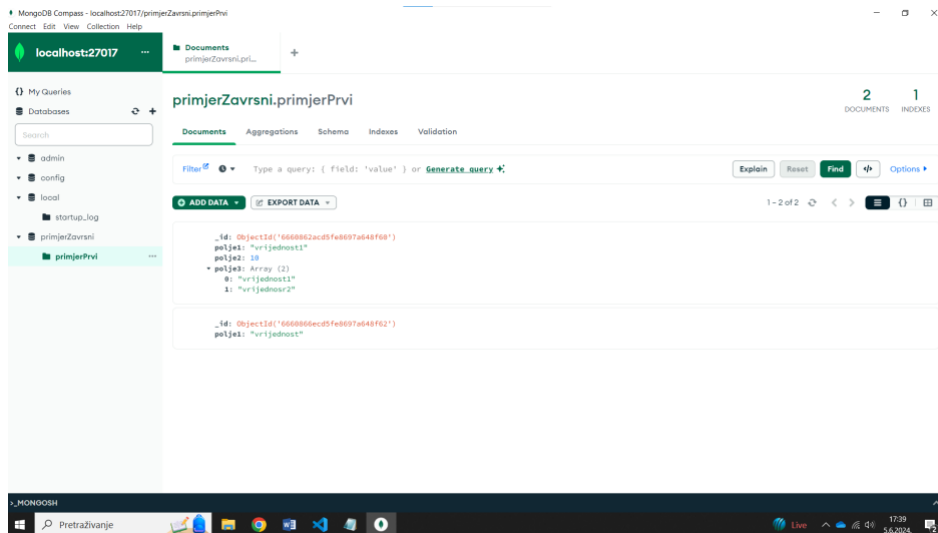 MongoDB Compass - localhost:27017/primjerZavrsni.primjerPrvi
Connect Edit View Collection Help
localhost:27017 ...
Documents
primjerZavrsni.pri...
+
{} My Queries
Databases
Search
admin
config
local
startup_log
primjerZavrsni
primjerPrvi ...
primjerZavrsni.primjerPrvi
2 DOCUMENTS
1 INDEXES
Documents Aggregations Schema Indexes Validation
Filter Type a query: { field: 'value' } or Generate query
Explain Reset Find </> Options
ADD DATA EXPORT DATA
1 - 2 of 2
{}
_id: ObjectId('6660862acd5fe8697a648f60')
polje1: "vrijednost1"
polje2: 10
polje3: Array (2)
0: "vrijednost1"
1: "vrijednosr2"
_id: ObjectId('6660866ecd5fe8697a648f62')
polje1: "vrijednost"
>_MONGOSH
Pretraživanje
Live
17:39
5.6.2024.
2